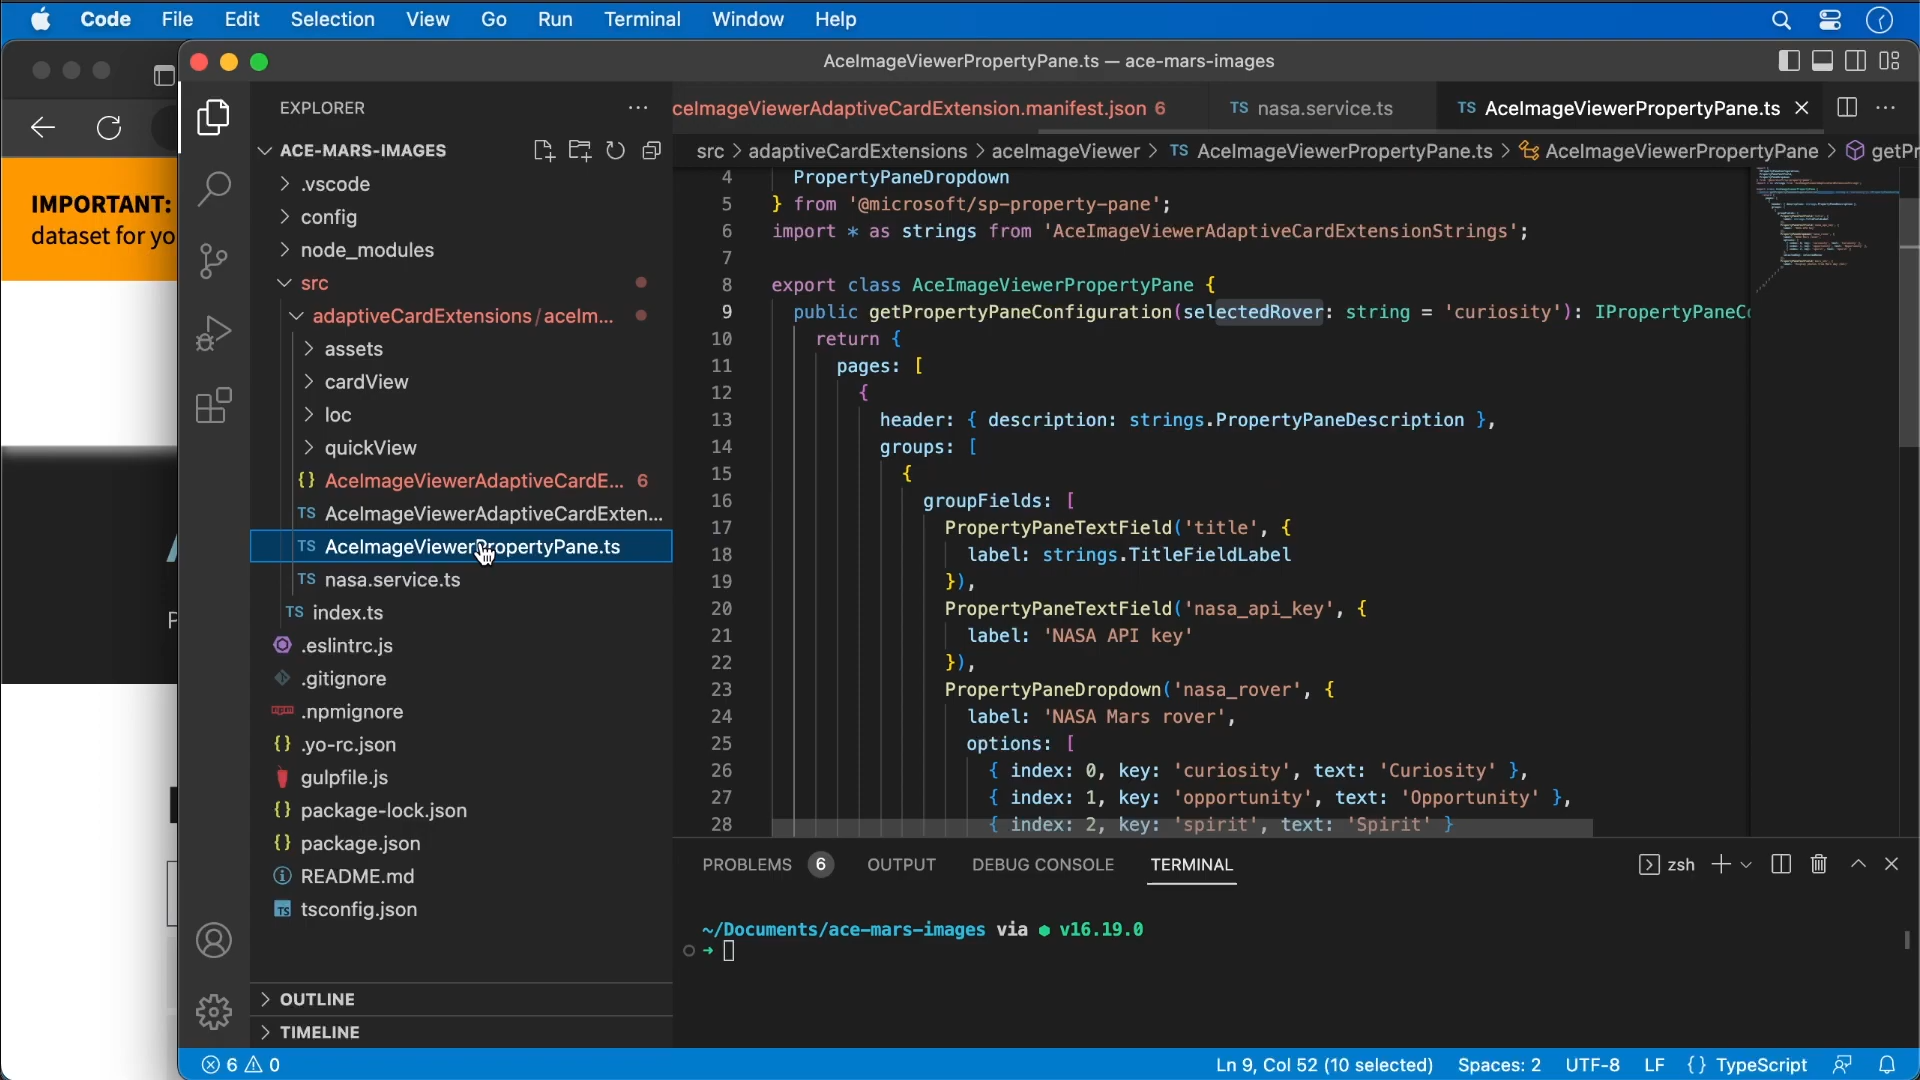 Code File Edit Selection View Go Run Terminal Window Help
AceImageViewerPropertyPane.ts — ace-mars-images
IMPORTANT:
dataset for yo
EXPLORER
ACE-MARS-IMAGES
.vscode
config
node_modules
src
adaptiveCardExtensions/aceIm...
assets
cardView
loc
quickView
{} AceImageViewerAdaptiveCardE... 6
TS AceImageViewerAdaptiveCardExten...
TS AceImageViewerPropertyPane.ts
TS nasa.service.ts
TS index.ts
.eslintrc.js
.gitignore
.npmignore
{} .yo-rc.json
gulpfile.js
{} package-lock.json
{} package.json
README.md
TS tsconfig.json
OUTLINE
TIMELINE
ceImageViewerAdaptiveCardExtension.manifest.json 6
TS nasa.service.ts
TS AceImageViewerPropertyPane.ts
src > adaptiveCardExtensions > aceImageViewer > TS AceImageViewerPropertyPane.ts > AceImageViewerPropertyPane > getPr
4 PropertyPaneDropdown
5 } from '@microsoft/sp-property-pane';
6 import * as strings from 'AceImageViewerAdaptiveCardExtensionStrings';
7
8 export class AceImageViewerPropertyPane {
9 public getPropertyPaneConfiguration(selectedRover: string = 'curiosity'): IPropertyPaneCo
10 return {
11 pages: [
12 {
13 header: { description: strings.PropertyPaneDescription },
14 groups: [
15 {
16 groupFields: [
17 PropertyPaneTextField('title', {
18 label: strings.TitleFieldLabel
19 }),
20 PropertyPaneTextField('nasa_api_key', {
21 label: 'NASA API key'
22 }),
23 PropertyPaneDropdown('nasa_rover', {
24 label: 'NASA Mars rover',
25 options: [
26 { index: 0, key: 'curiosity', text: 'Curiosity' },
27 { index: 1, key: 'opportunity', text: 'Opportunity' },
28 { index: 2, key: 'spirit', text: 'Spirit' }
PROBLEMS 6 OUTPUT DEBUG CONSOLE TERMINAL zsh
~/Documents/ace-mars-images via ● v16.19.0
6 0 Ln 9, Col 52 (10 selected) Spaces: 2 UTF-8 LF {} TypeScript